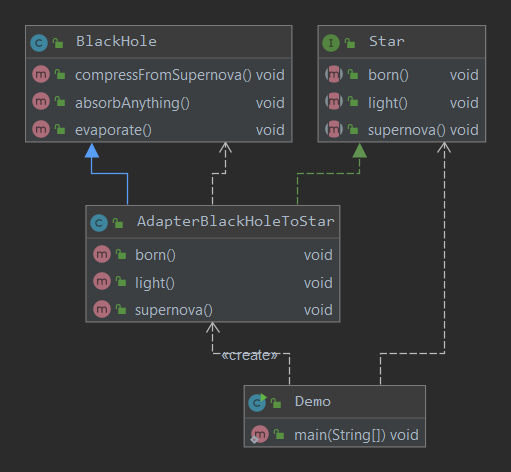 BlackHole
compressFromSupernova() void
absorbAnything() void
evaporate() void
Star
born() void
light() void
supernova() void
AdapterBlackHoleToStar
born() void
light() void
supernova() void
«create»
Demo
main(String[]) void